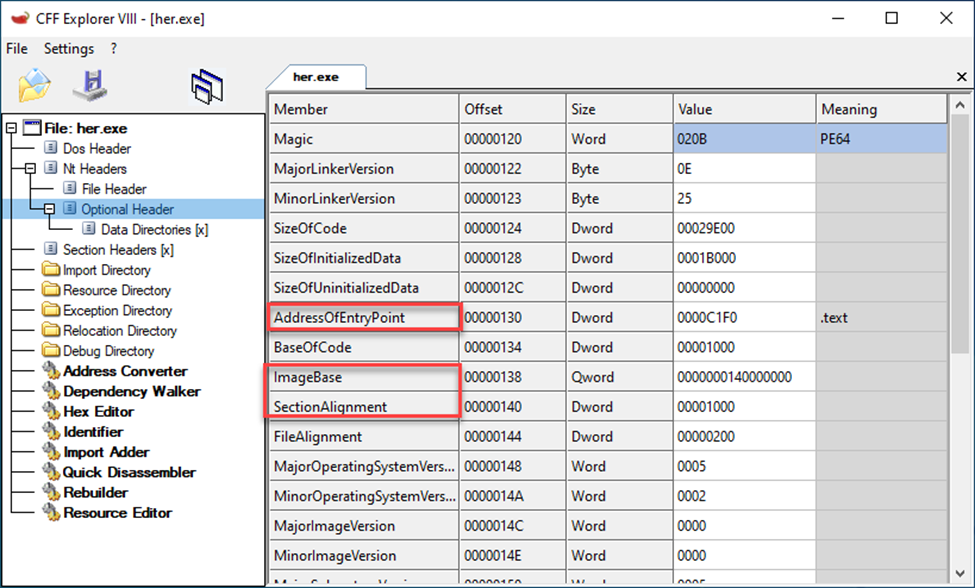 CFF Explorer VIII - [her.exe]
File Settings ?
her.exe
File: her.exe
Dos Header
Nt Headers
File Header
Optional Header
Data Directories [x]
Section Headers [x]
Import Directory
Resource Directory
Exception Directory
Relocation Directory
Debug Directory
Address Converter
Dependency Walker
Hex Editor
Identifier
Import Adder
Quick Disassembler
Rebuilder
Resource Editor
Member Offset Size Value Meaning
Magic 00000120 Word 020B PE64
MajorLinkerVersion 00000122 Byte 0E
MinorLinkerVersion 00000123 Byte 25
SizeOfCode 00000124 Dword 00029E00
SizeOfInitializedData 00000128 Dword 0001B000
SizeOfUninitializedData 0000012C Dword 00000000
AddressOfEntryPoint 00000130 Dword 0000C1F0 .text
BaseOfCode 00000134 Dword 00001000
ImageBase 00000138 Qword 0000000140000000
SectionAlignment 00000140 Dword 00001000
FileAlignment 00000144 Dword 00000200
MajorOperatingSystemVers... 00000148 Word 0005
MinorOperatingSystemVers... 0000014A Word 0002
MajorImageVersion 0000014C Word 0000
MinorImageVersion 0000014E Word 0000